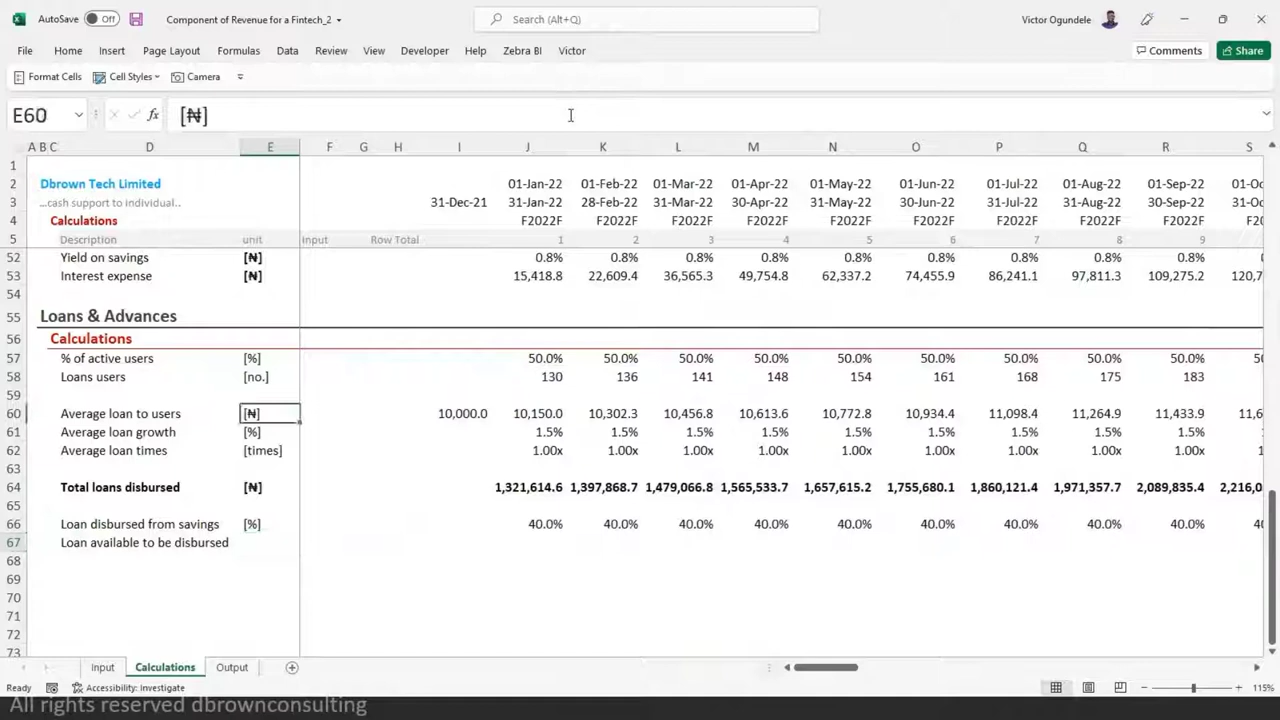 AutoSave Off Component of Revenue for a Fintech_2 Search (Alt+Q) Victor Ogundele
File Home Insert Page Layout Formulas Data Review View Developer Help Zebra BI Victor Comments Share
Format Cells Cell Styles Camera
E60 fx [₦]
A B C D E F G H I J K L M N O P Q R S
1
2 Dbrown Tech Limited 01-Jan-22 01-Feb-22 01-Mar-22 01-Apr-22 01-May-22 01-Jun-22 01-Jul-22 01-Aug-22 01-Sep-22 01-Oc
3 ...cash support to individual.. 31-Dec-21 31-Jan-22 28-Feb-22 31-Mar-22 30-Apr-22 31-May-22 30-Jun-22 31-Jul-22 31-Aug-22 30-Sep-22 31-Oc
4 Calculations F2022F F2022F F2022F F2022F F2022F F2022F F2022F F2022F F2022F F20
5 Description unit Input Row Total 1 2 3 4 5 6 7 8 9
52 Yield on savings [₦] 0.8% 0.8% 0.8% 0.8% 0.8% 0.8% 0.8% 0.8% 0.8%
53 Interest expense [₦] 15,418.8 22,609.4 36,565.3 49,754.8 62,337.2 74,455.9 86,241.1 97,811.3 109,275.2 120,7
54
55 Loans & Advances
56 Calculations
57 % of active users [%] 50.0% 50.0% 50.0% 50.0% 50.0% 50.0% 50.0% 50.0% 50.0% 50
58 Loans users [no.] 130 136 141 148 154 161 168 175 183
59
60 Average loan to users [₦] 10,000.0 10,150.0 10,302.3 10,456.8 10,613.6 10,772.8 10,934.4 11,098.4 11,264.9 11,433.9 11,6
61 Average loan growth [%] 1.5% 1.5% 1.5% 1.5% 1.5% 1.5% 1.5% 1.5% 1.5% 1
62 Average loan times [times] 1.00x 1.00x 1.00x 1.00x 1.00x 1.00x 1.00x 1.00x 1.00x 1
63
64 Total loans disbursed [₦] 1,321,614.6 1,397,868.7 1,479,066.8 1,565,533.7 1,657,615.2 1,755,680.1 1,860,121.4 1,971,357.7 2,089,835.4 2,216,0
65
66 Loan disbursed from savings [%] 40.0% 40.0% 40.0% 40.0% 40.0% 40.0% 40.0% 40.0% 40.0% 40
67 Loan available to be disbursed
68
69
70
71
72
73
Input Calculations Output
Ready Accessibility: Investigate 115%
All rights reserved dbrownconsulting